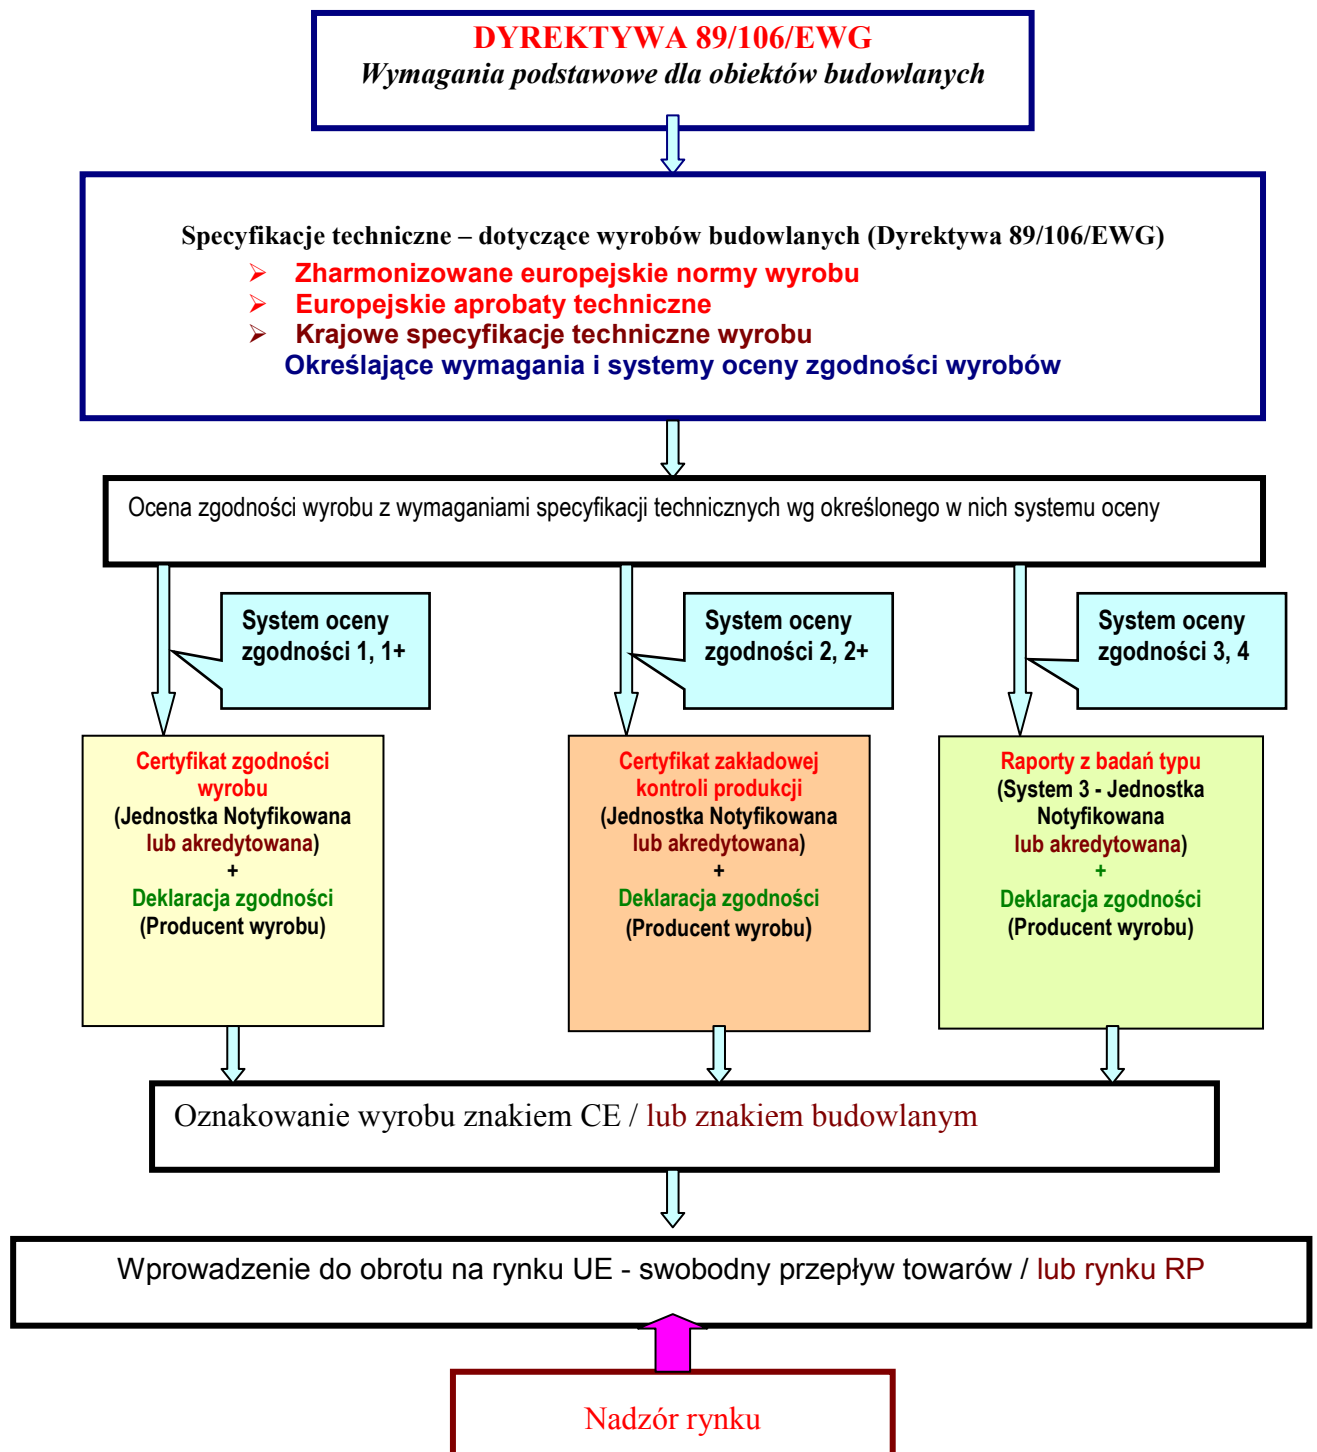 DYREKTYWA 89/106/EWG
Wymagania podstawowe dla obiektów budowlanych
Specyfikacje techniczne – dotyczące wyrobów budowlanych (Dyrektywa 89/106/EWG)
➢ Zharmonizowane europejskie normy wyrobu
➢ Europejskie aprobaty techniczne
➢ Krajowe specyfikacje techniczne wyrobu
Określające wymagania i systemy oceny zgodności wyrobów
Ocena zgodności wyrobu z wymaganiami specyfikacji technicznych wg określonego w nich systemu oceny
System oceny
zgodności 1, 1+
System oceny
zgodności 2, 2+
System oceny
zgodności 3, 4
Certyfikat zgodności
wyrobu
(Jednostka Notyfikowana
lub akredytowana)
+
Deklaracja zgodności
(Producent wyrobu)
Certyfikat zakładowej
kontroli produkcji
(Jednostka Notyfikowana
lub akredytowana)
+
Deklaracja zgodności
(Producent wyrobu)
Raporty z badań typu
(System 3 - Jednostka
Notyfikowana
lub akredytowana)
+
Deklaracja zgodności
(Producent wyrobu)
Oznakowanie wyrobu znakiem CE / lub znakiem budowlanym
Wprowadzenie do obrotu na rynku UE - swobodny przepływ towarów / lub rynku RP
Nadzór rynku